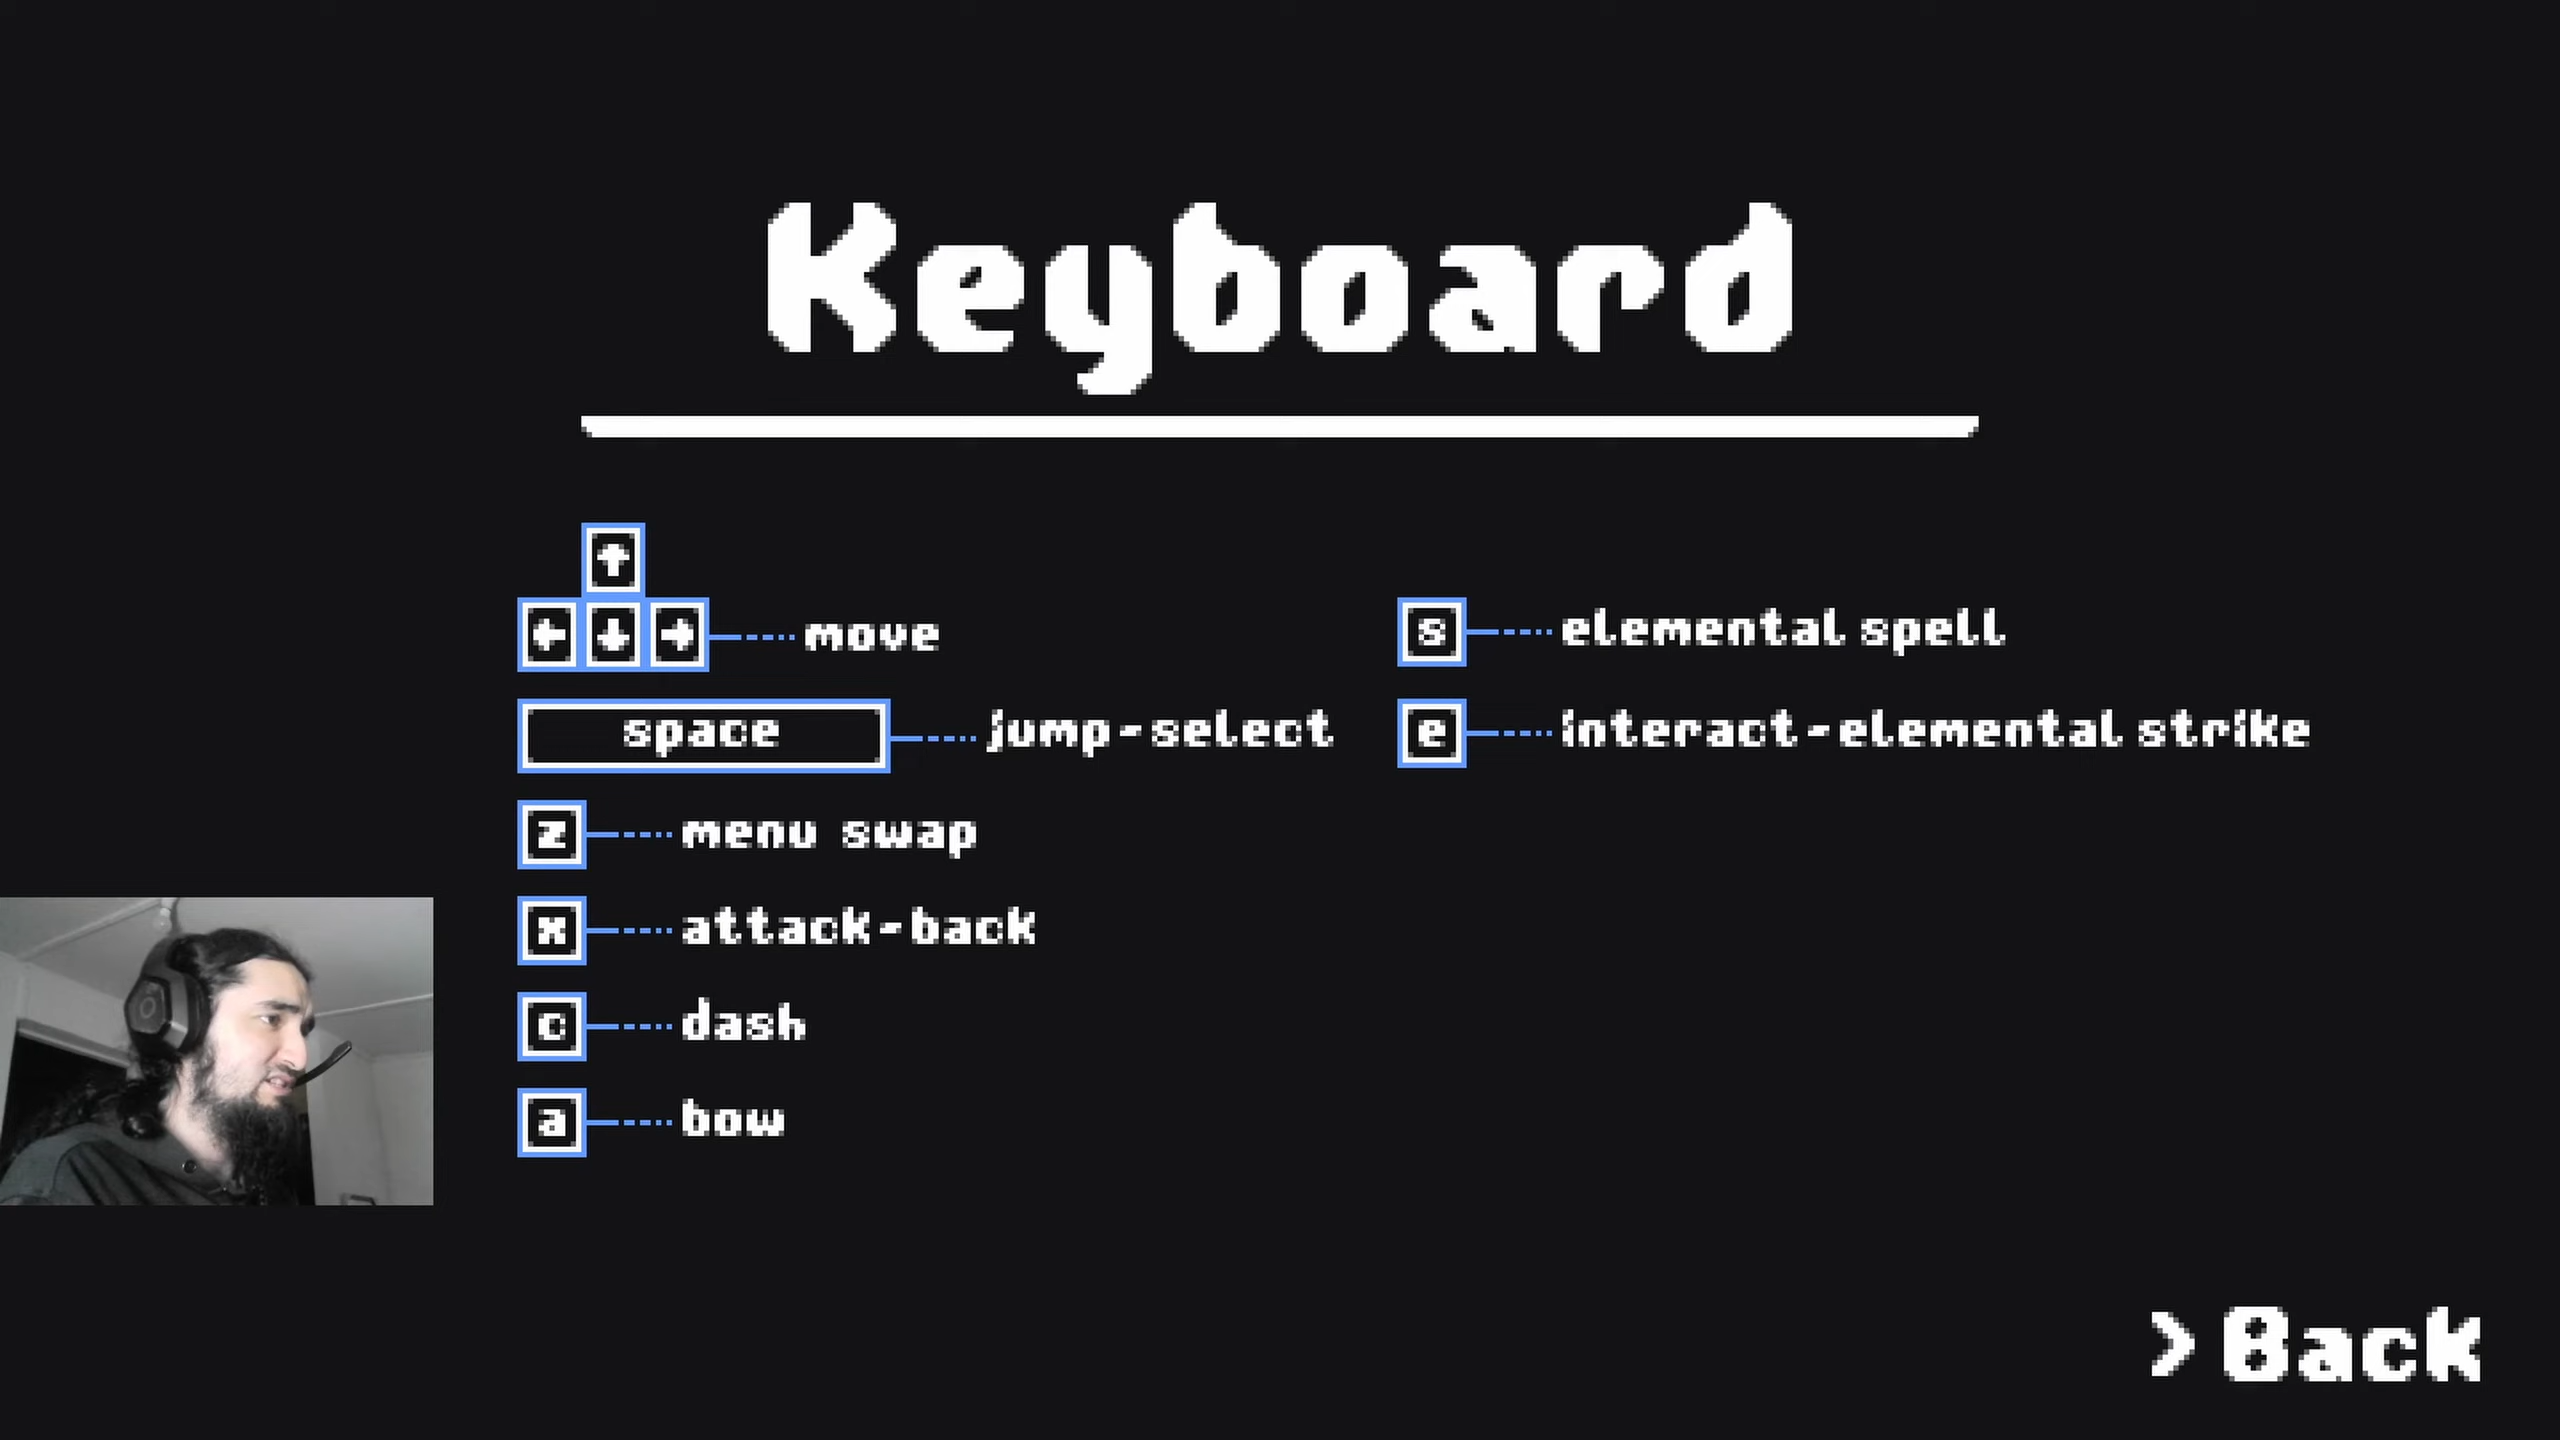 Keyboard
↑
← ↓ → move
space jump-select
z menu swap
x attack-back
c dash
a bow
s elemental spell
e interact-elemental strike
> Back